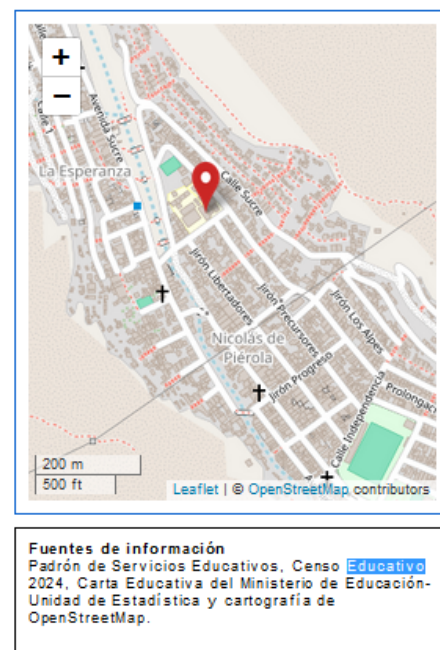 +
−
Calle 1
Avenida Sucre
La Esperanza
Calle Sucre
Jirón Libertadores
Jirón Precursores
Jirón Los Alpes
Nicolás de
Piérola
Jirón Progreso
Calle Independencia
Prolongac
200 m
500 ft
Leaflet | © OpenStreetMap contributors
Fuentes de información
Padrón de Servicios Educativos, Censo Educativo
2024, Carta Educativa del Ministerio de Educación-
Unidad de Estadística y cartografía de
OpenStreetMap.